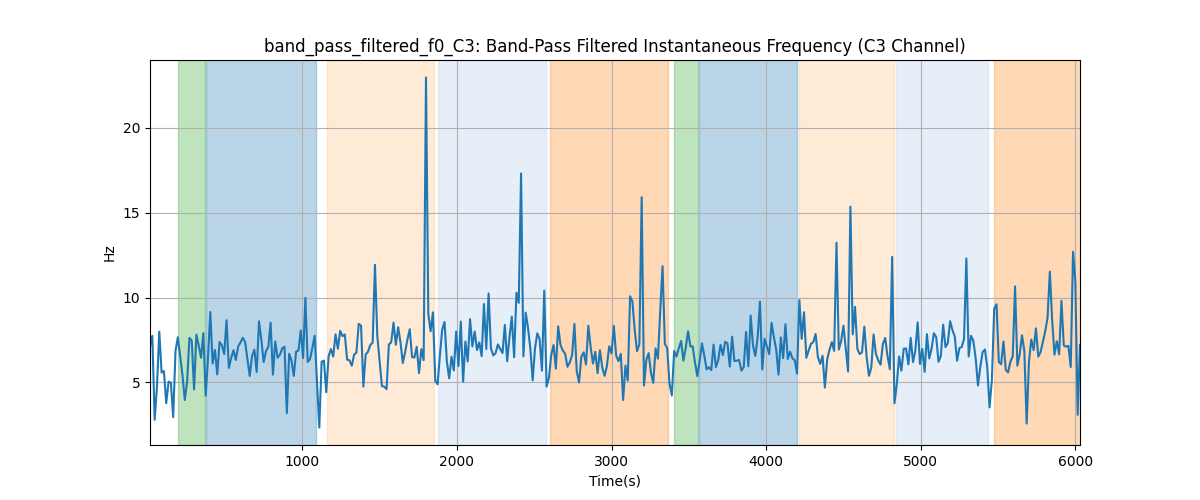 band_pass_filtered_f0_C3: Band-Pass Filtered Instantaneous Frequency (C3 Channel)
Hz
20
15
10
5
1000 2000 3000 4000 5000 6000
Time(s)